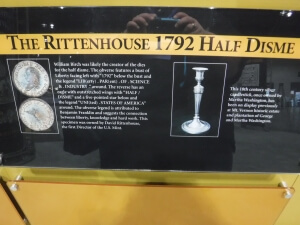 THE RITTENHOUSE 1792 HALF DISME
William Birch was likely the creator of the dies
for the half disme. The obverse features a bust of
Liberty facing left with "1792" below the bust and
the legend "LIB(erty) . PAR(ent) . OF . SCIENCE
& . INDUSTRY ." around. The reverse has an
eagle with outstretched wings with "HALF /
DISME" and a five-pointed star below and
the legend "UNI(ted) . STATES OF AMERICA"
around. The obverse legend is attributed to
Benjamin Franklin and suggests the connection
between liberty, knowledge and hard work. This
specimen was owned by David Rittenhouse,
the first Director of the U.S. Mint.
This 18th century silver
candlestick, once owned by
Martha Washington, has
been on display previously
at Mt. Vernon historic estate
and plantation of George
and Martha Washington.